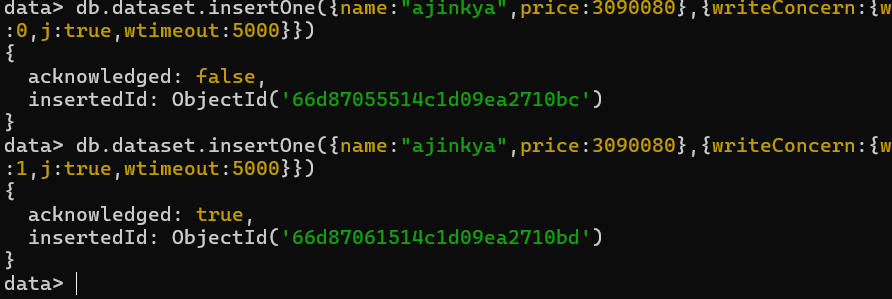 data> db.dataset.insertOne({name:"ajinkya",price:3090080},{writeConcern:{w
:0,j:true,wtimeout:5000}})
{
  acknowledged: false,
  insertedId: ObjectId('66d87055514c1d09ea2710bc')
}
data> db.dataset.insertOne({name:"ajinkya",price:3090080},{writeConcern:{w
:1,j:true,wtimeout:5000}})
{
  acknowledged: true,
  insertedId: ObjectId('66d87061514c1d09ea2710bd')
}
data>